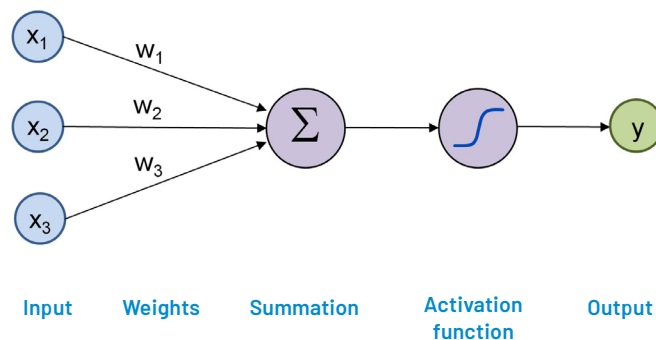 x1
w1
x2
w2
Σ
y
w3
x3
Input
Weights
Summation
Activation
function
Output